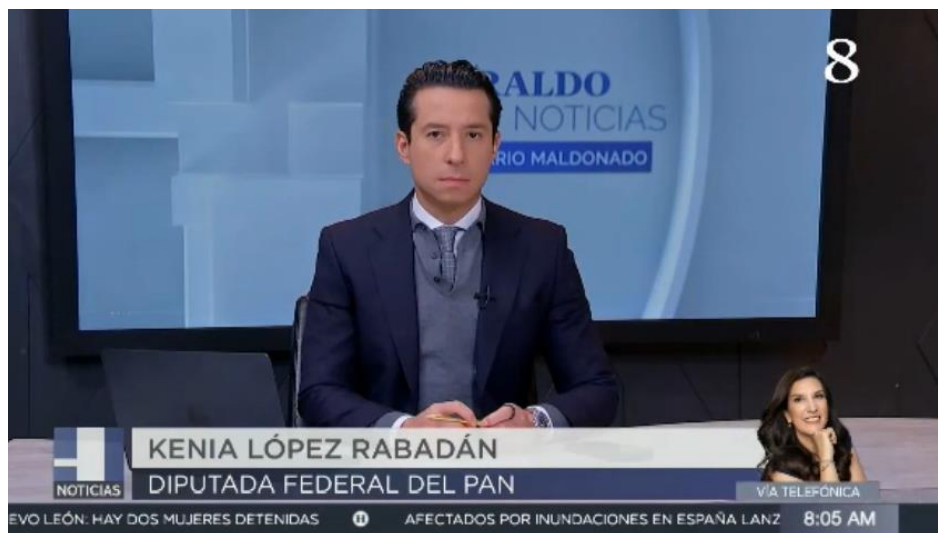 8
RALDO
NOTICIAS
RIO MALDONADO
KENIA LÓPEZ RABADÁN
NOTICIAS
DIPUTADA FEDERAL DEL PAN
VÍA TELEFÓNICA
EVO LEÓN: HAY DOS MUJERES DETENIDAS
AFECTADOS POR INUNDACIONES EN ESPAÑA LANZ
8:05 AM